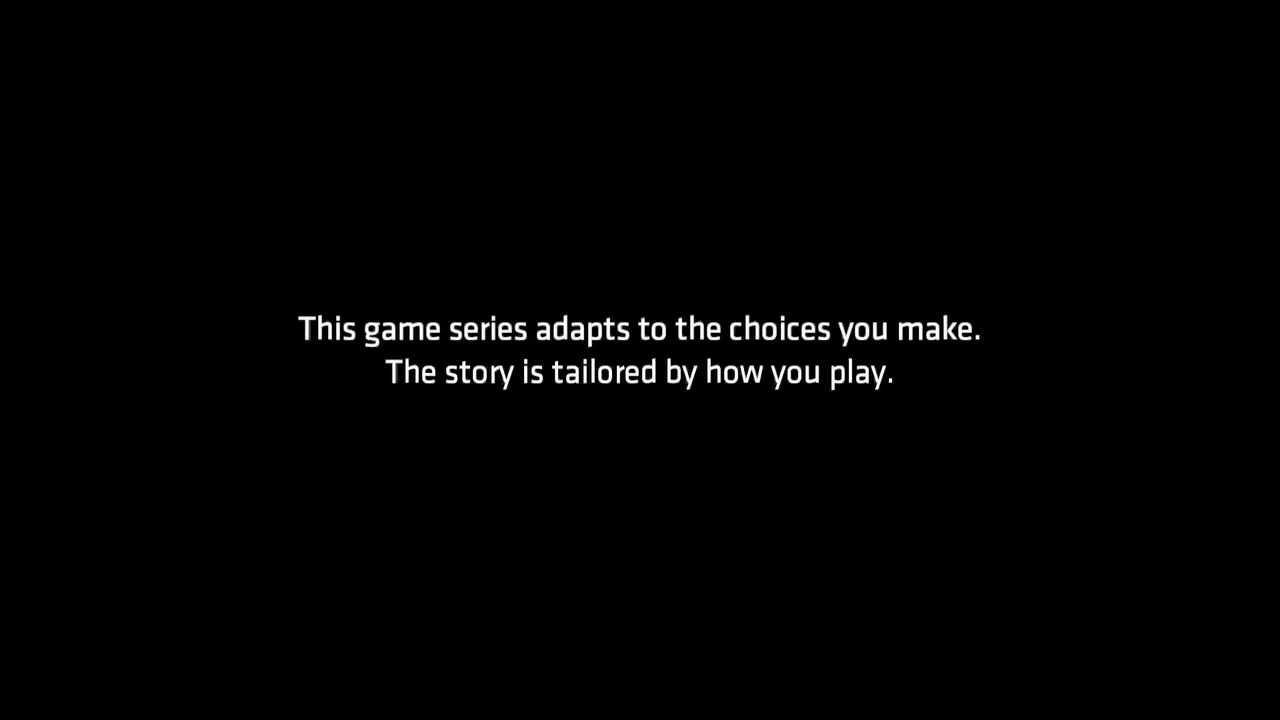 This game series adapts to the choices you make.
The story is tailored by how you play.